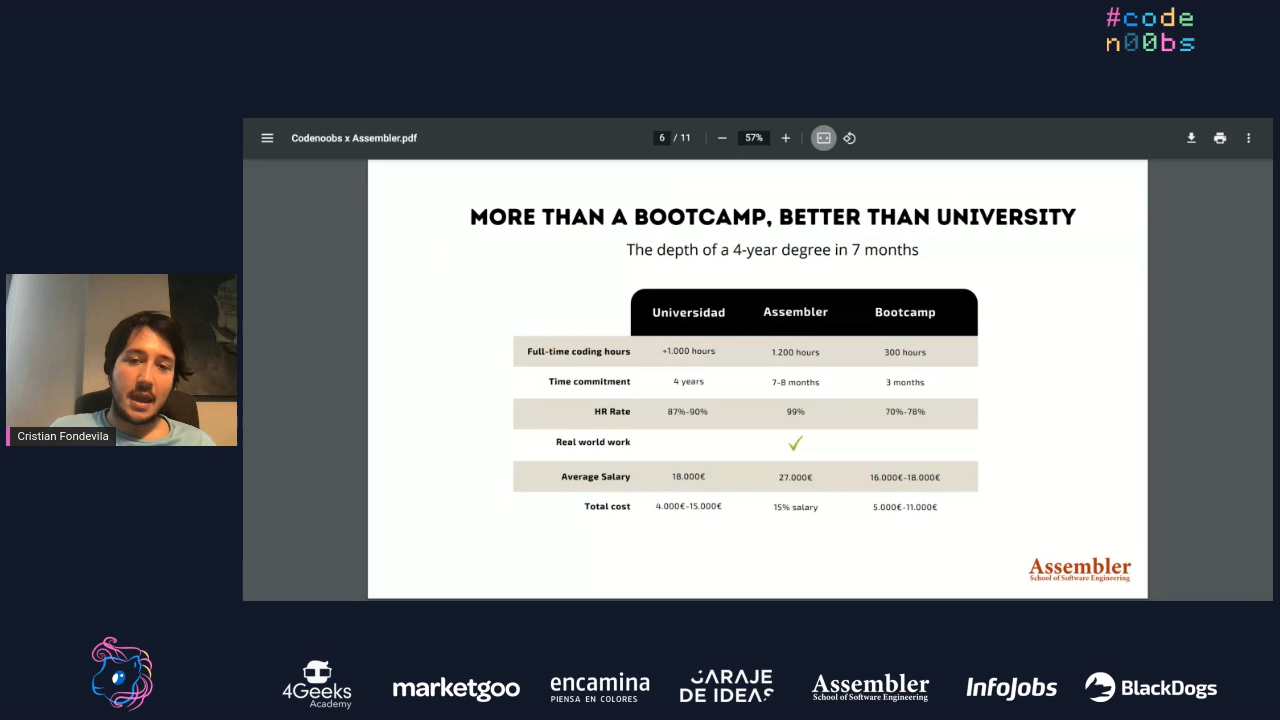 #code
n00bs
Codenoobs x Assembler.pdf
6 / 11
57%
MORE THAN A BOOTCAMP, BETTER THAN UNIVERSITY
The depth of a 4-year degree in 7 months
Universidad Assembler Bootcamp
Full-time coding hours +1.000 hours 1.200 hours 300 hours
Time commitment 4 years 7-8 months 3 months
HR Rate 87%-90% 99% 70%-78%
Real world work
Average Salary 18.000€ 27.000€ 16.000€-18.000€
Total cost 4.000€-15.000€ 15% salary 5.000€-11.000€
Assembler
School of Software Engineering
Cristian Fondevila
4Geeks
Academy
marketgoo
encamina
PIENSA EN COLORES
GARAJE
DE IDEAS
Assembler
School of Software Engineering
InfoJobs
BlackDogs